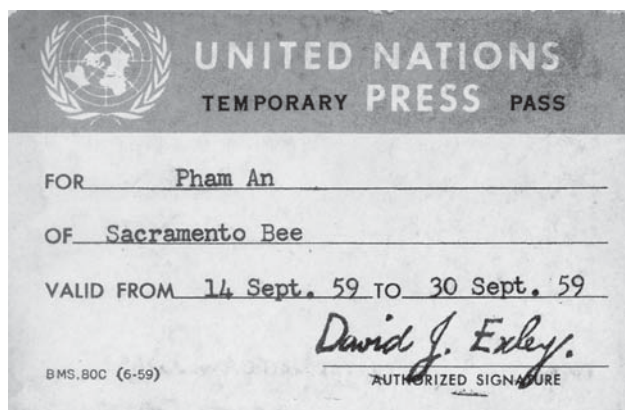 UNITED NATIONS
TEMPORARY PRESS PASS
FOR Pham An
OF Sacramento Bee
VALID FROM 14 Sept. 59 TO 30 Sept. 59
David J. Exley.
BMS.80C (6-59) AUTHORIZED SIGNATURE